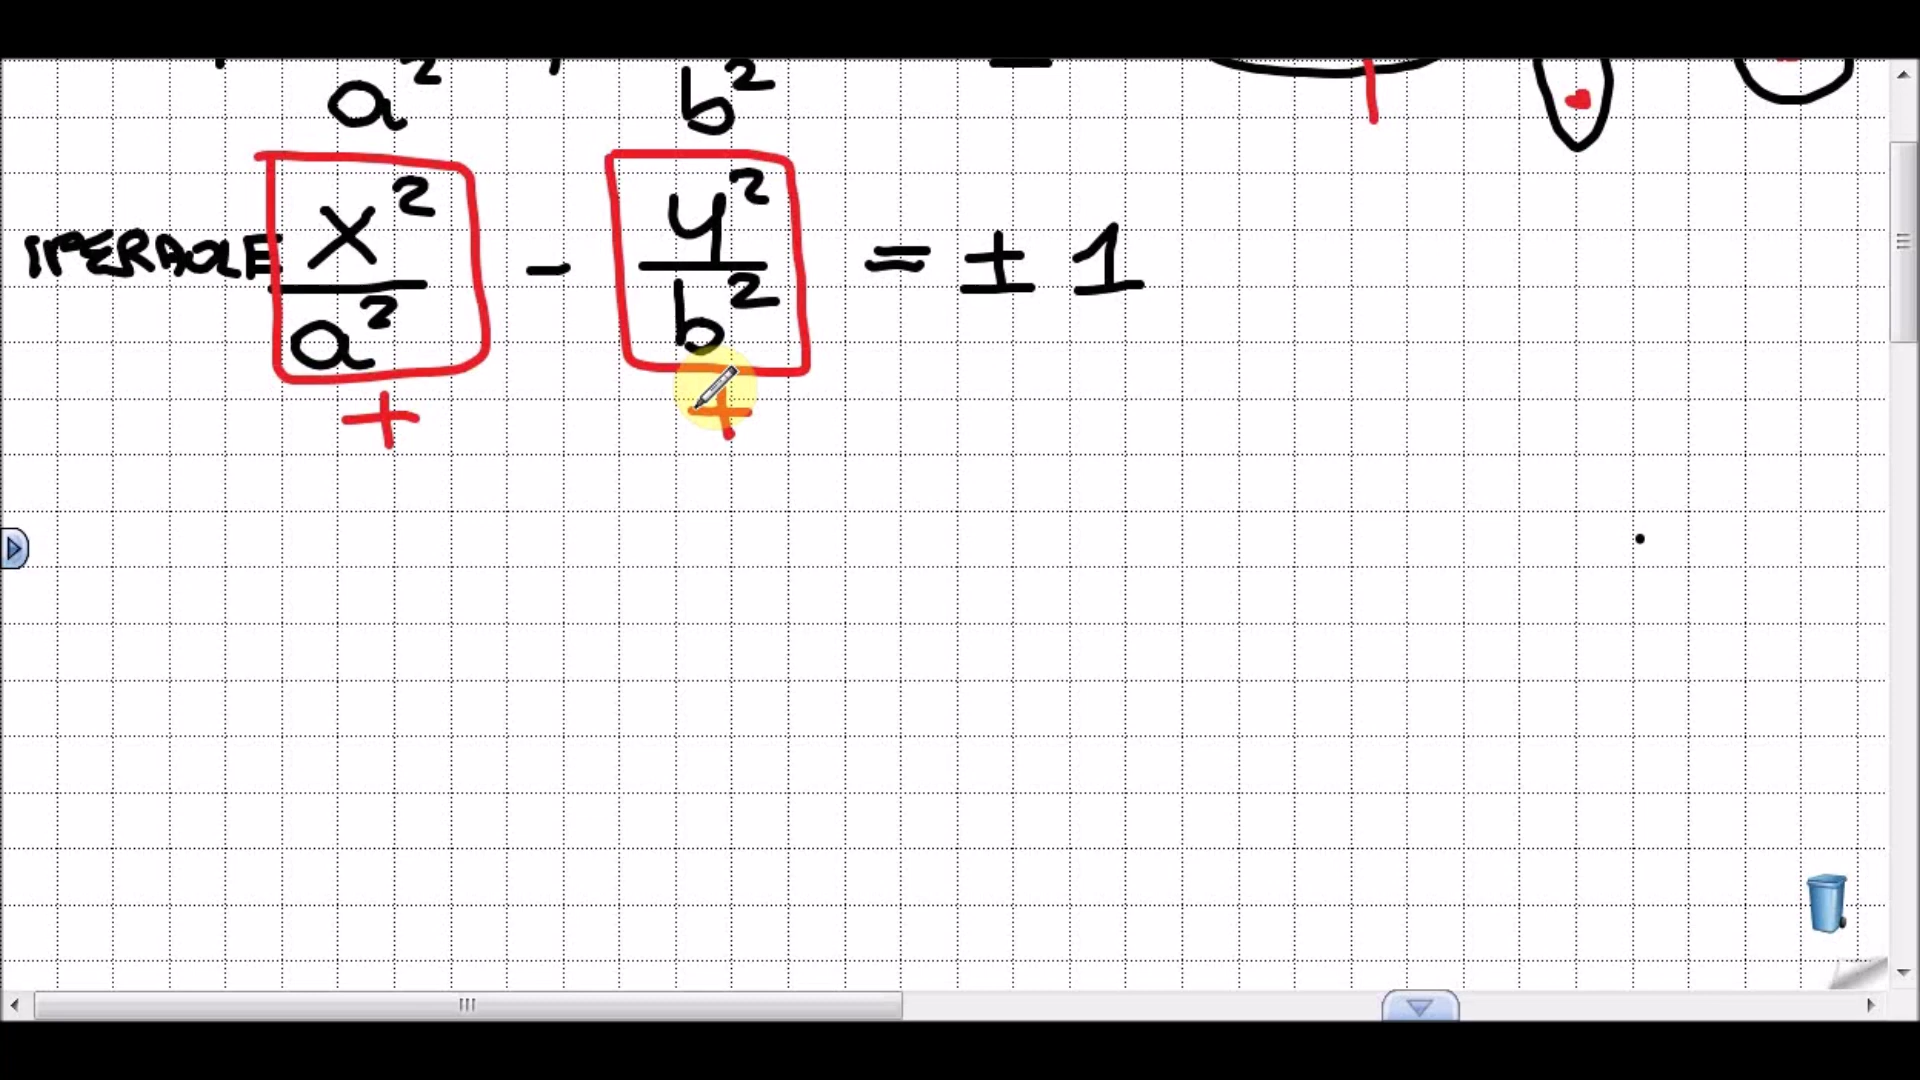 a² b²
IPERBOLE x²/a² - y²/b² = ± 1
+ +